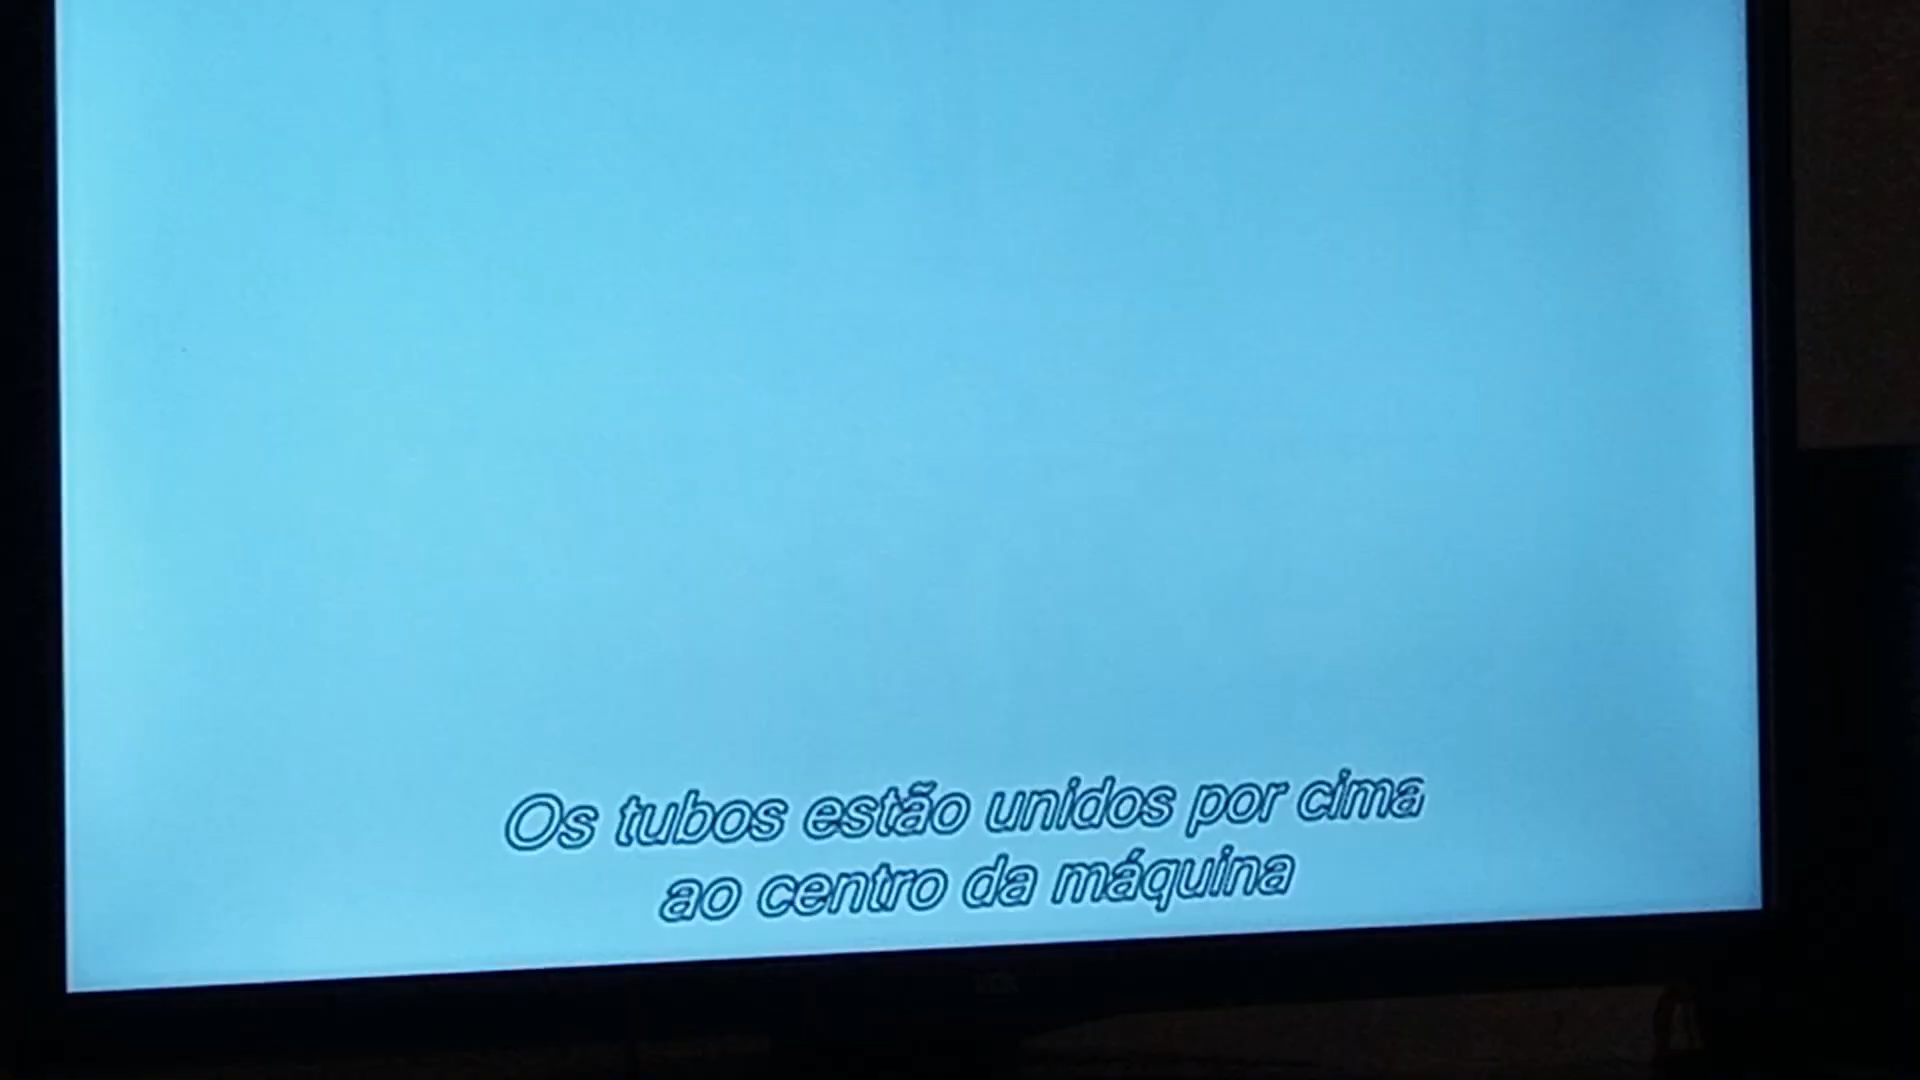 Os tubos estão unidos por cima
ao centro da máquina